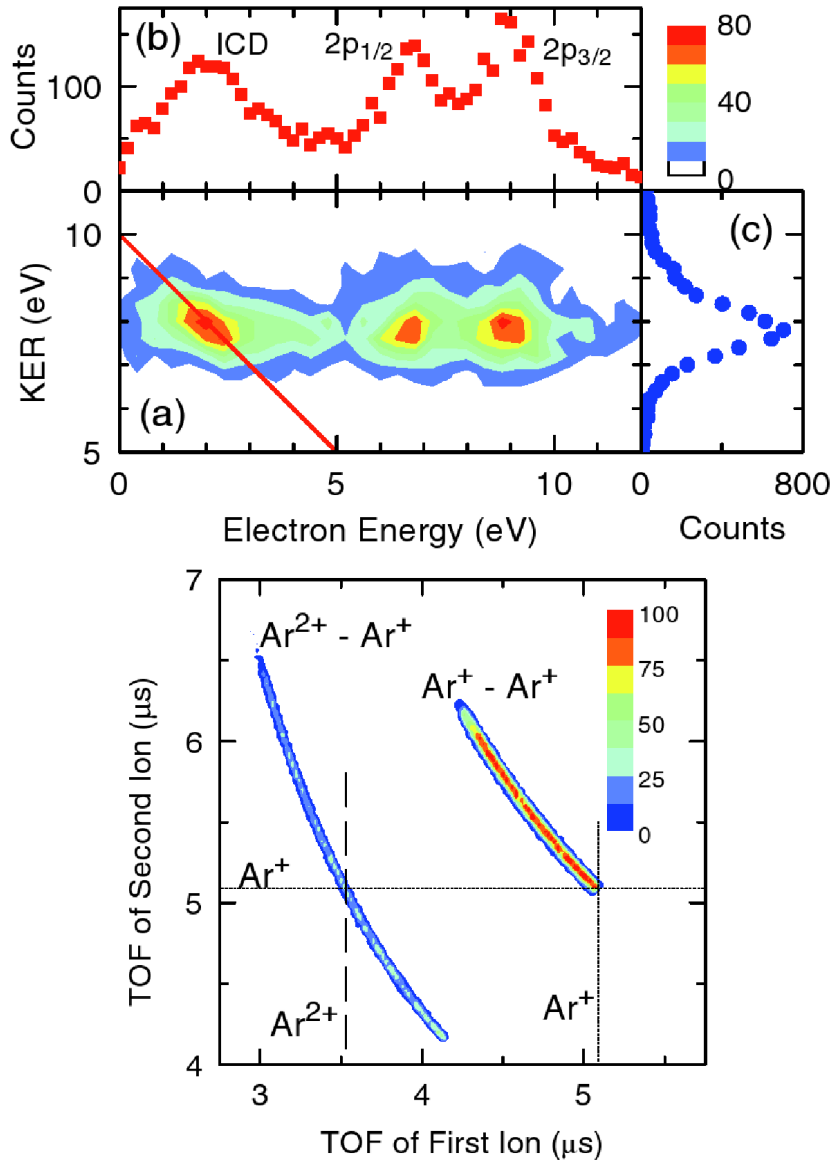 (b) ICD 2p1/2 2p3/2 80
Counts 100 40
0 0
10 (c)
KER (eV)
(a)
5
0 5 10 0 800
Electron Energy (eV) Counts
7
Ar2+ - Ar+ 100
Ar+ - Ar+ 75
6 50
25
TOF of Second Ion (μs) 0
Ar+
5
Ar2+ Ar+
4
3 4 5
TOF of First Ion (μs)